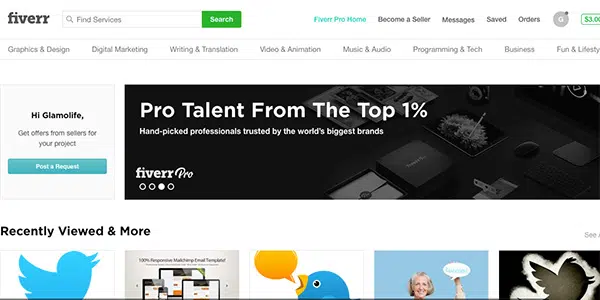 fiverr
Find Services
Search
Fiverr Pro Home
Become a Seller
Messages
Saved
Orders
G
$3.00
Graphics & Design
Digital Marketing
Writing & Translation
Video & Animation
Music & Audio
Programming & Tech
Business
Fun & Lifesty
Hi Glamolife,
Get offers from sellers for
your project
Post a Request
Pro Talent From The Top 1%
Hand-picked professionals trusted by the world's biggest brands
fiverr Pro
Recently Viewed & More
See A
100% Responsive Mailchimp Email Template!